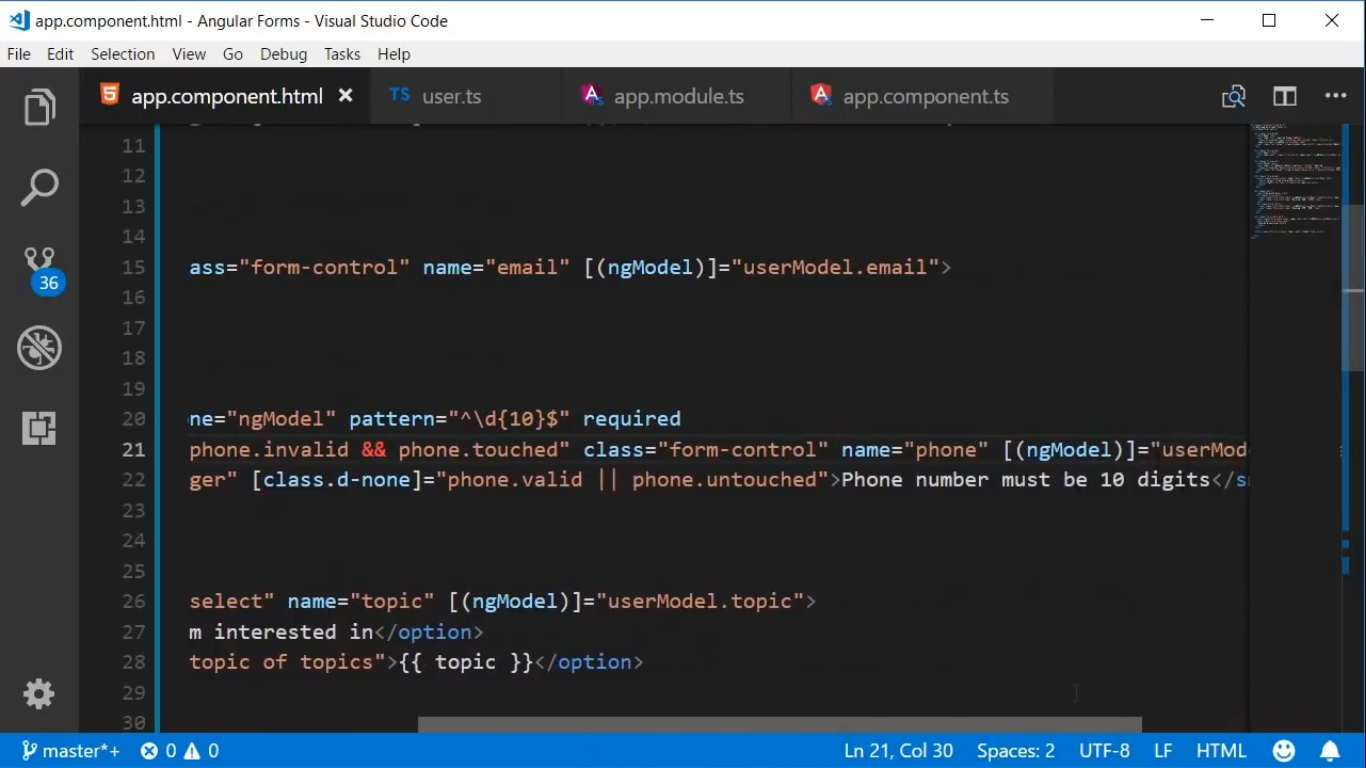 app.component.html - Angular Forms - Visual Studio Code
File Edit Selection View Go Debug Tasks Help
app.component.html TS user.ts app.module.ts app.component.ts
11
12
13
14
15 ass="form-control" name="email" [(ngModel)]="userModel.email">
16
17
18
19
20 ne="ngModel" pattern="^\d{10}$" required
21 phone.invalid && phone.touched" class="form-control" name="phone" [(ngModel)]="userMod
22 ger" [class.d-none]="phone.valid || phone.untouched">Phone number must be 10 digits</s
23
24
25
26 select" name="topic" [(ngModel)]="userModel.topic">
27 m interested in</option>
28 topic of topics">{{ topic }}</option>
29
30
36
master*+ 0 0 Ln 21, Col 30 Spaces: 2 UTF-8 LF HTML